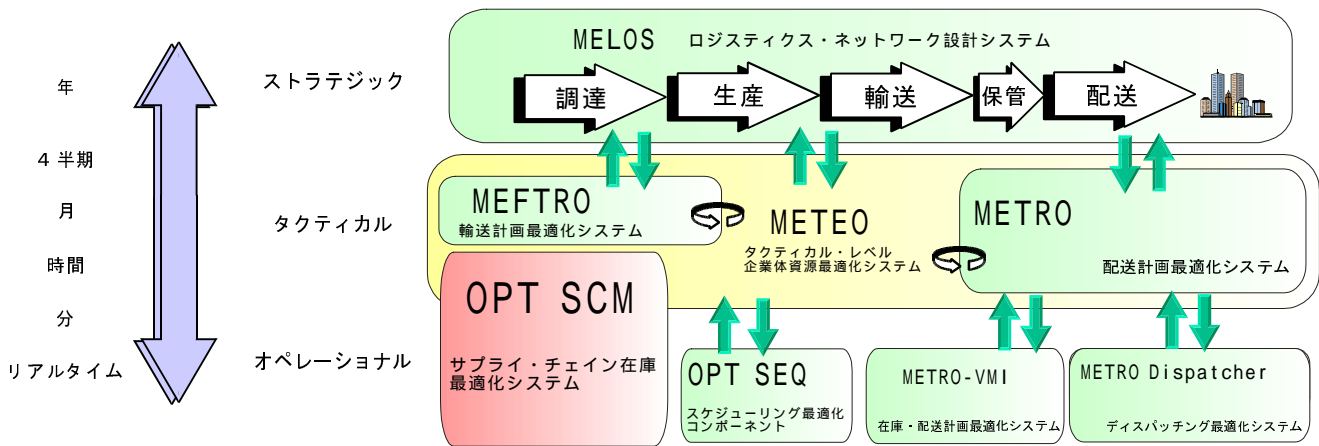 MELOS ロジスティクス・ネットワーク設計システム
調達
生産
輸送
保管
配送
年
4半期
月
時間
分
リアルタイム
ストラテジック
タクティカル
オペレーショナル
MEFTRO
輸送計画最適化システム
METEO
タクティカル・レベル
企業体資源最適化システム
METRO
配送計画最適化システム
OPT SCM
サプライ・チェイン在庫
最適化システム
OPT SEQ
スケジューリング最適化
コンポーネント
METRO-VMI
在庫・配送計画最適化システム
METRO Dispatcher
ディスパッチング最適化システム